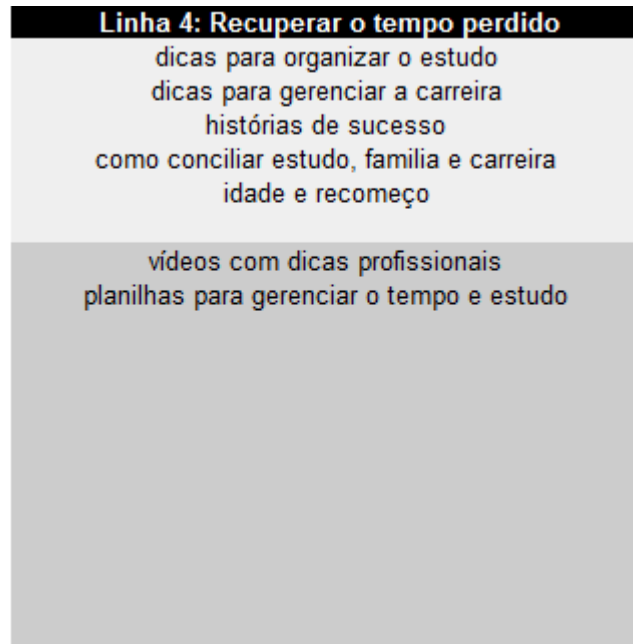 Linha 4: Recuperar o tempo perdido
dicas para organizar o estudo
dicas para gerenciar a carreira
histórias de sucesso
como conciliar estudo, familia e carreira
idade e recomeço
vídeos com dicas profissionais
planilhas para gerenciar o tempo e estudo